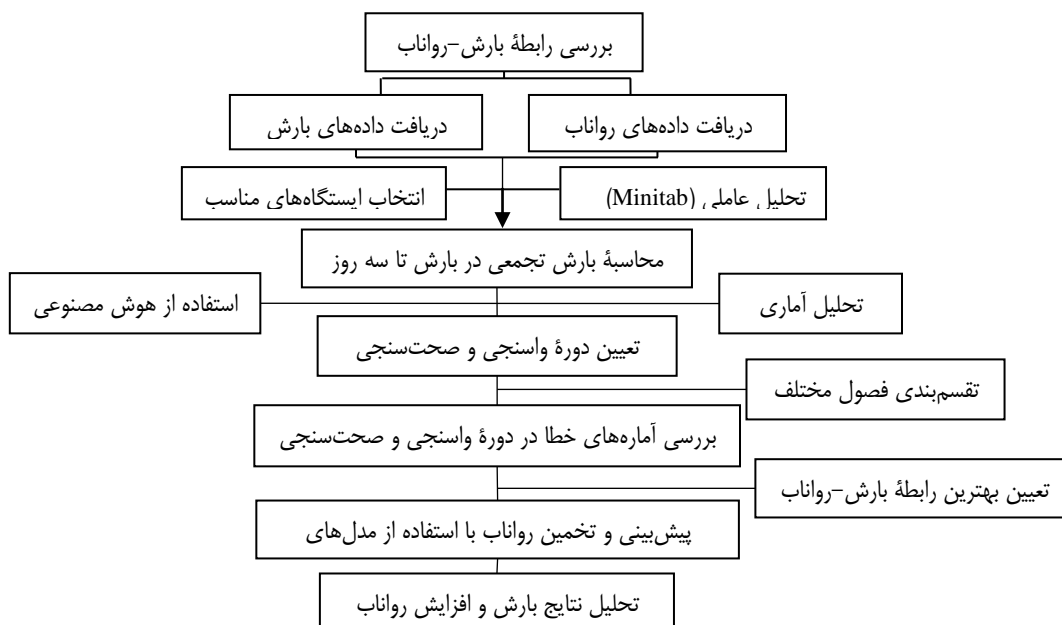 بررسی رابطهٔ بارش–رواناب
دریافت داده‌های رواناب
دریافت داده‌های بارش
تحلیل عاملی (Minitab)
انتخاب ایستگاه‌های مناسب
محاسبهٔ بارش تجمعی در بارش تا سه روز
تحلیل آماری
استفاده از هوش مصنوعی
تعیین دورهٔ واسنجی و صحت‌سنجی
تقسم‌بندی فصول مختلف
بررسی آماره‌های خطا در دورهٔ واسنجی و صحت‌سنجی
تعیین بهترین رابطهٔ بارش–رواناب
پیش‌بینی و تخمین رواناب با استفاده از مدل‌های
تحلیل نتایج بارش و افزایش رواناب